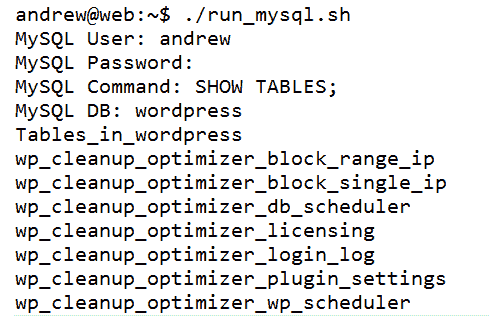 andrew@web:~$ ./run_mysql.sh
MySQL User: andrew
MySQL Password:
MySQL Command: SHOW TABLES;
MySQL DB: wordpress
Tables_in_wordpress
wp_cleanup_optimizer_block_range_ip
wp_cleanup_optimizer_block_single_ip
wp_cleanup_optimizer_db_scheduler
wp_cleanup_optimizer_licensing
wp_cleanup_optimizer_login_log
wp_cleanup_optimizer_plugin_settings
wp_cleanup_optimizer_wp_scheduler